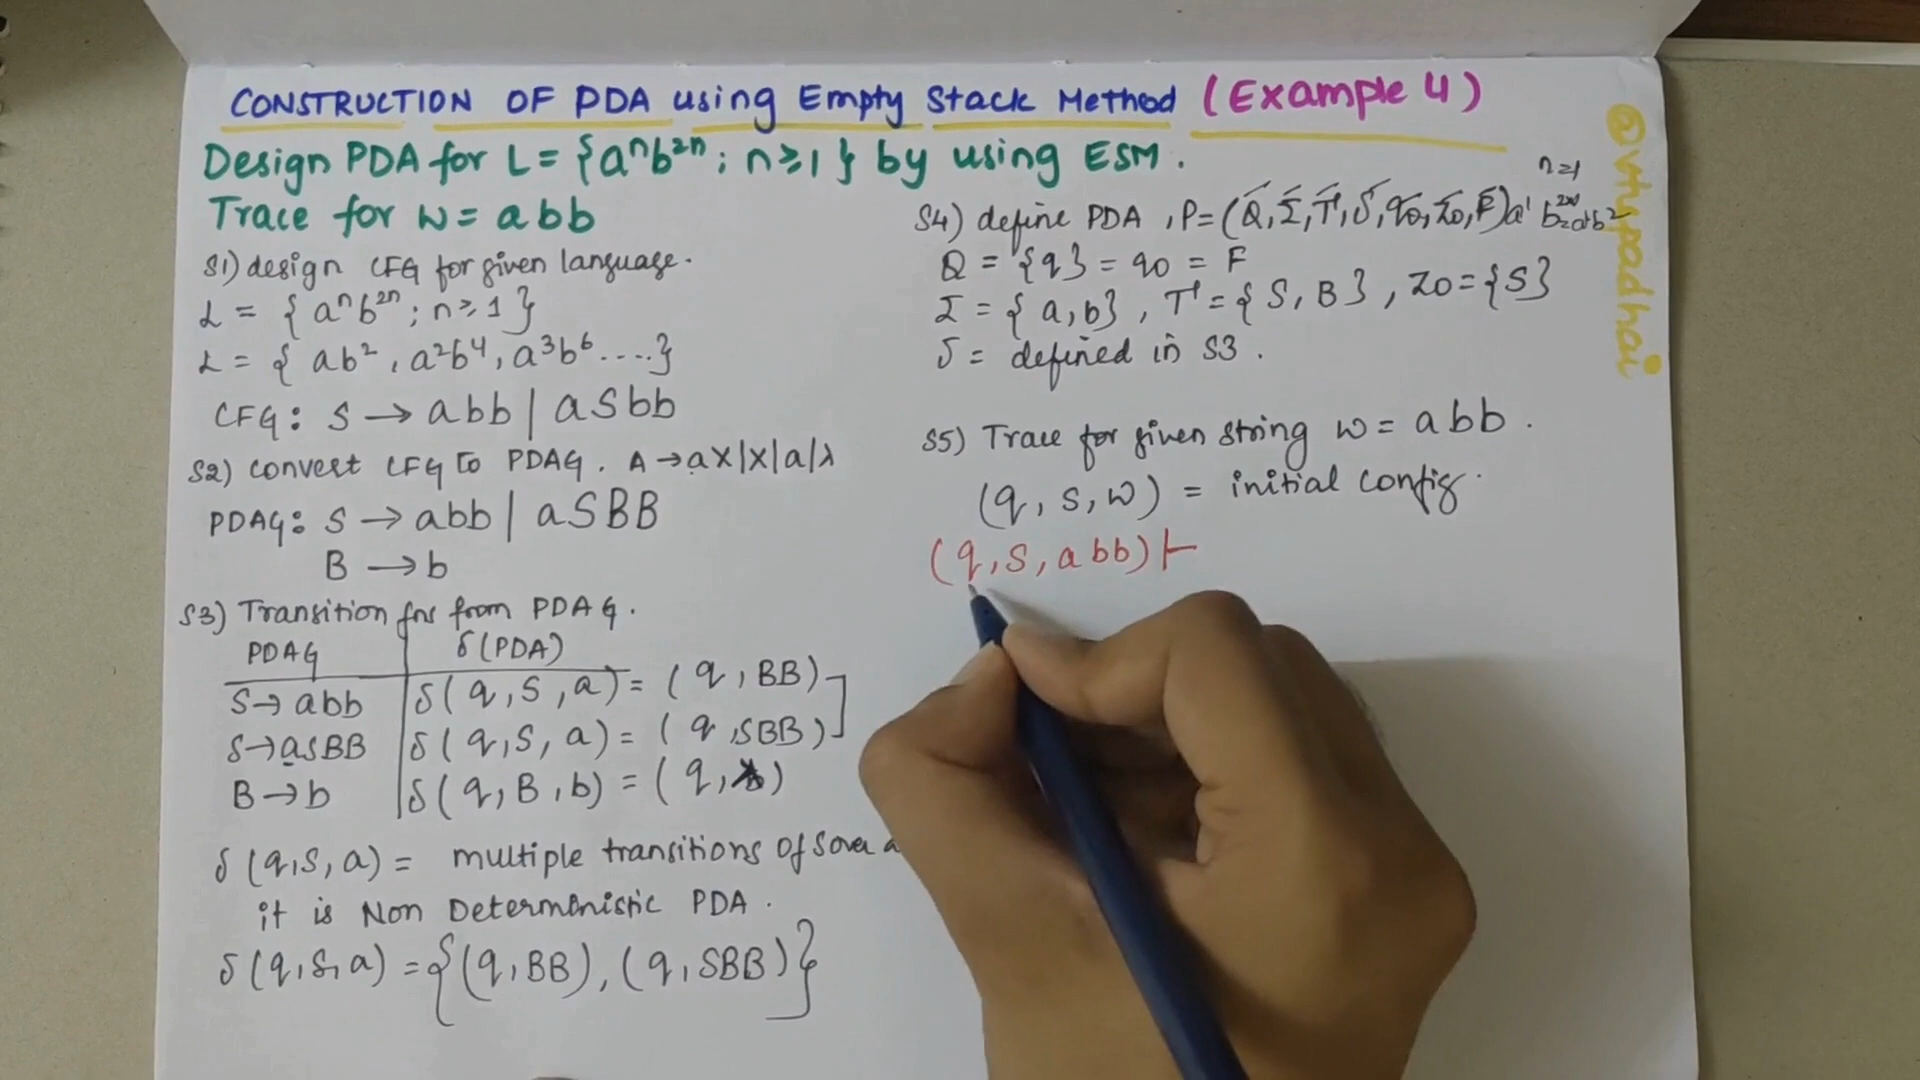 CONSTRUCTION OF PDA using Empty Stack Method (Example 4)
Design PDA for L = {aⁿb²ⁿ ; n≥1} by using ESM.
Trace for w = abb
S1) design CFG for given language.
L = {aⁿb²ⁿ ; n≥1}
L = {ab², a²b⁴, a³b⁶ ....}
CFG: S → abb | aSbb
S2) convert CFG to PDAG. A → aX|X|a|λ
PDAG: S → abb | aSBB
B → b
S3) Transition fns from PDAG.
PDAG δ(PDA)
S→abb δ(q,S,a) = (q,BB)
S→aSBB δ(q,S,a) = (q,SBB)
B→b δ(q,B,b) = (q,λ)
δ(q,S,a) = multiple transitions of S over a
it is Non Deterministic PDA.
δ(q,S,a) = {(q,BB), (q,SBB)}
n=1
S4) define PDA, P=(Q,Σ,Γ,δ,q0,z0,F) a¹
Q = {q} = q0 = F
Σ = {a,b}, Γ = {S,B}, Z0 = {S}
δ = defined in S3.
S5) Trace for given string w = abb.
(q,S,w) = initial config.
(q,S,abb) ⊢
@vtupadhai